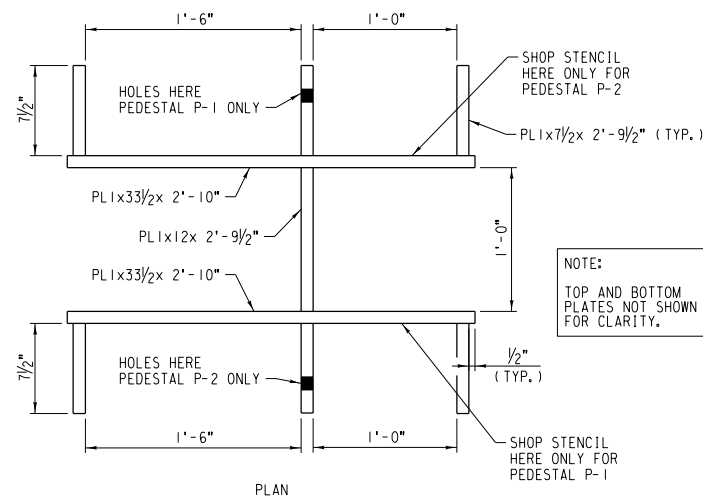 1'-6"
1'-0"
SHOP STENCIL
HERE ONLY FOR
PEDESTAL P-2
HOLES HERE
PEDESTAL P-1 ONLY
7½"
PL1x7½x 2'-9½" (TYP.)
PL1x33½x 2'-10"
PL1x12x 2'-9½"
1'-0"
PL1x33½x 2'-10"
NOTE:
TOP AND BOTTOM
PLATES NOT SHOWN
FOR CLARITY.
7½"
HOLES HERE
PEDESTAL P-2 ONLY
½"
(TYP.)
1'-6"
1'-0"
SHOP STENCIL
HERE ONLY FOR
PEDESTAL P-1
PLAN